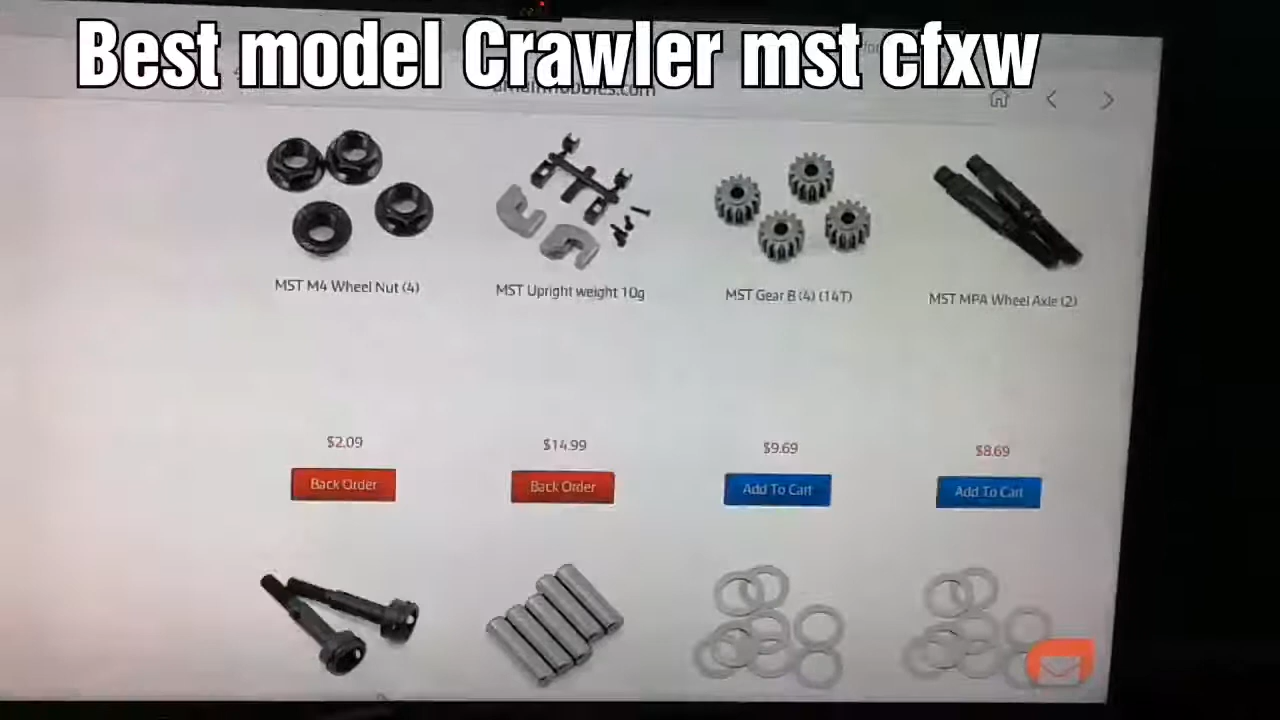 Best model Crawler mst cfxw
amainhobbies.com
MST M4 Wheel Nut (4)
MST Upright weight 10g
MST Gear B (4) (14T)
MST MPA Wheel Axle (2)
$2.09
$14.99
$9.69
$8.69
Back Order
Back Order
Add To Cart
Add To Cart